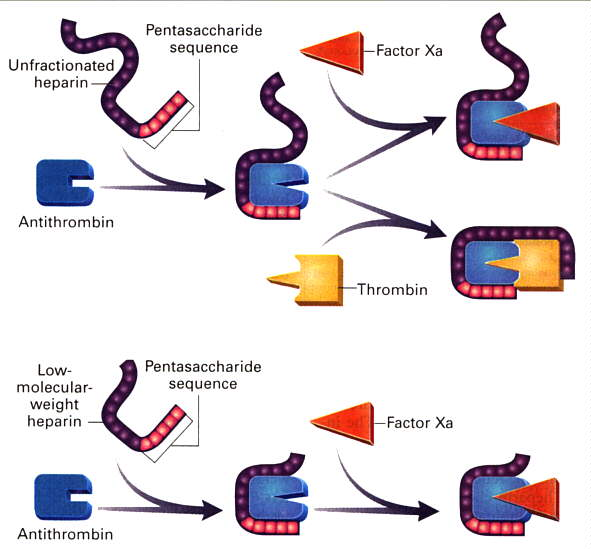 Pentasaccharide
sequence
Unfractionated
heparin
Factor Xa
Antithrombin
Thrombin
Low-
molecular-
weight
heparin
Pentasaccharide
sequence
Factor Xa
Antithrombin